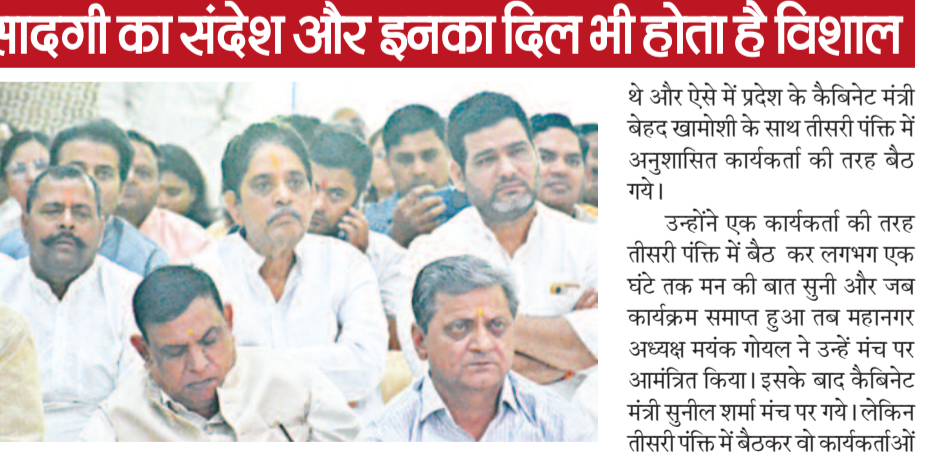 सादगी का संदेश और इनका दिल भी होता है विशाल
थे और ऐसे में प्रदेश के कैबिनेट मंत्री
बेहद खामोशी के साथ तीसरी पंक्ति में
अनुशासित कार्यकर्ता की तरह बैठ
गये।
उन्होंने एक कार्यकर्ता की तरह
तीसरी पंक्ति में बैठ कर लगभग एक
घंटे तक मन की बात सुनी और जब
कार्यक्रम समाप्त हुआ तब महानगर
अध्यक्ष मयंक गोयल ने उन्हें मंच पर
आमंत्रित किया। इसके बाद कैबिनेट
मंत्री सुनील शर्मा मंच पर गये। लेकिन
तीसरी पंक्ति में बैठकर वो कार्यकर्ताओं